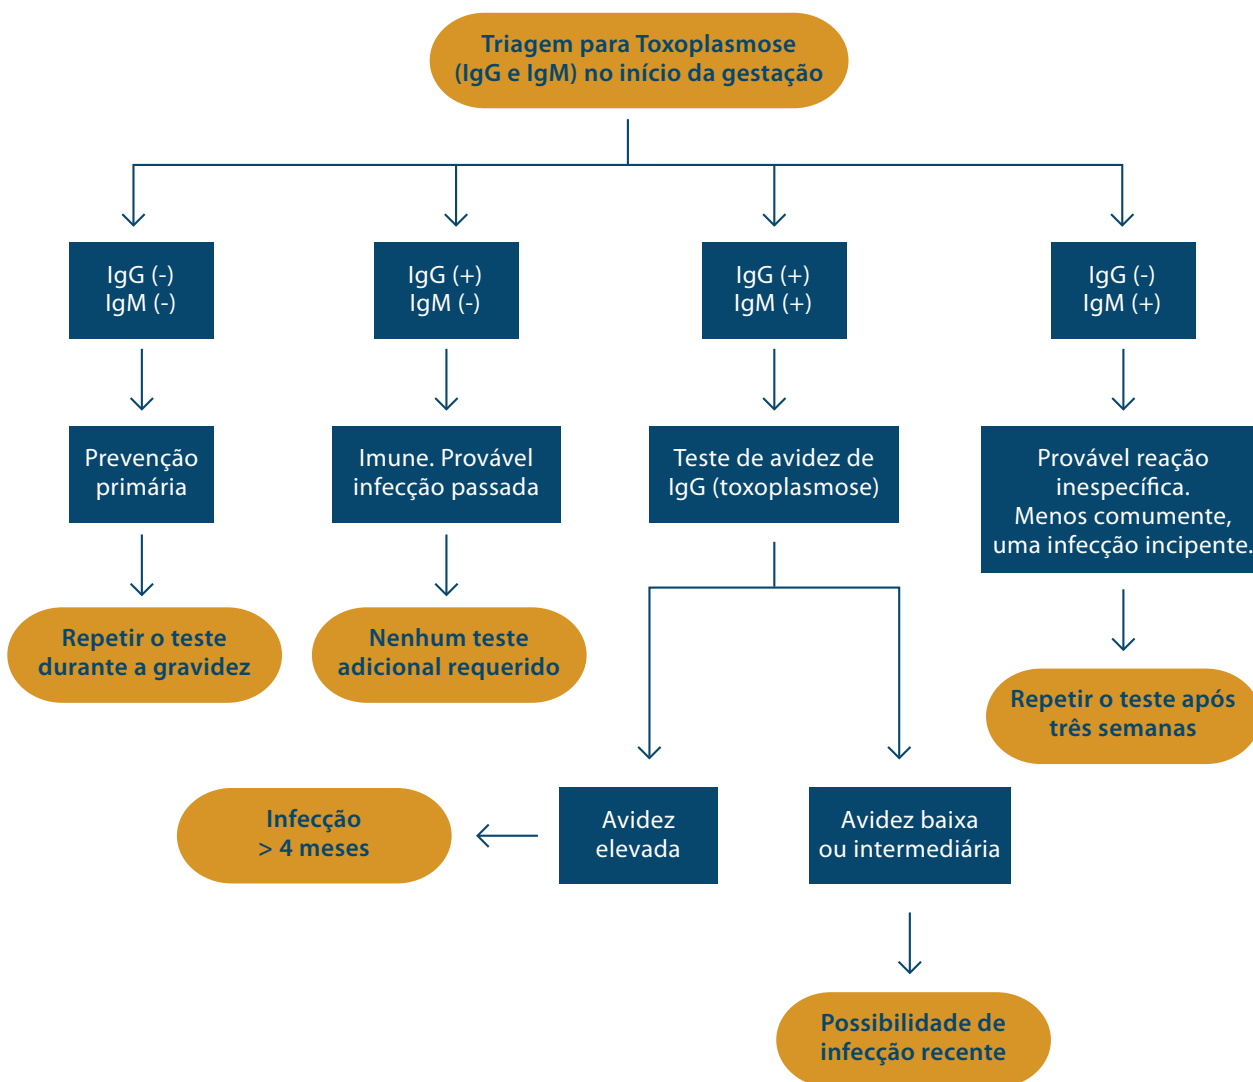 Triagem para Toxoplasmose
(IgG e IgM) no início da gestação
IgG (-)
IgM (-)
IgG (+)
IgM (-)
IgG (+)
IgM (+)
IgG (-)
IgM (+)
Prevenção
primária
Imune. Provável
infecção passada
Teste de avidez de
IgG (toxoplasmose)
Provável reação
inespecífica.
Menos comumente,
uma infecção incipente.
Repetir o teste
durante a gravidez
Nenhum teste
adicional requerido
Repetir o teste após
três semanas
Infecção
> 4 meses
Avidez
elevada
Avidez baixa
ou intermediária
Possibilidade de
infecção recente